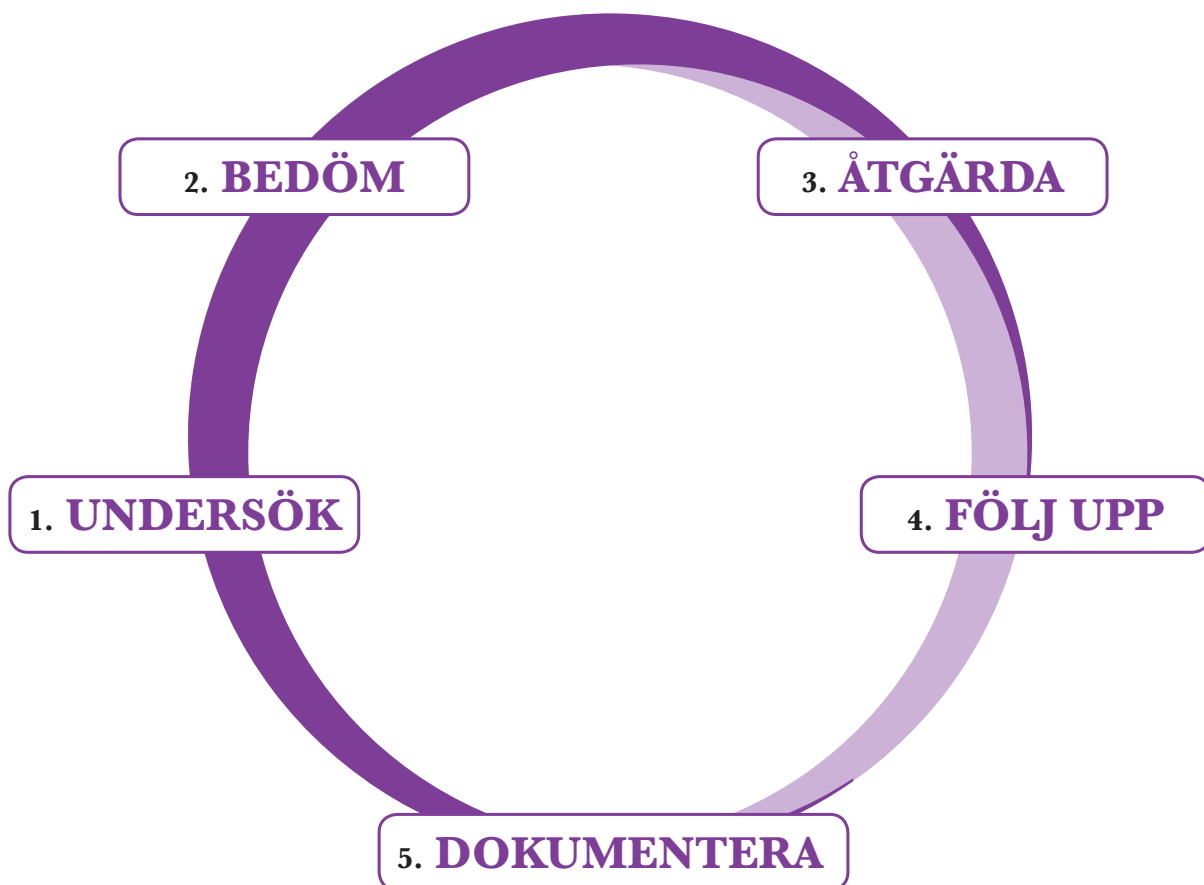 1. UNDERSÖK
2. BEDÖM
3. ÅTGÄRDA
4. FÖLJ UPP
5. DOKUMENTERA